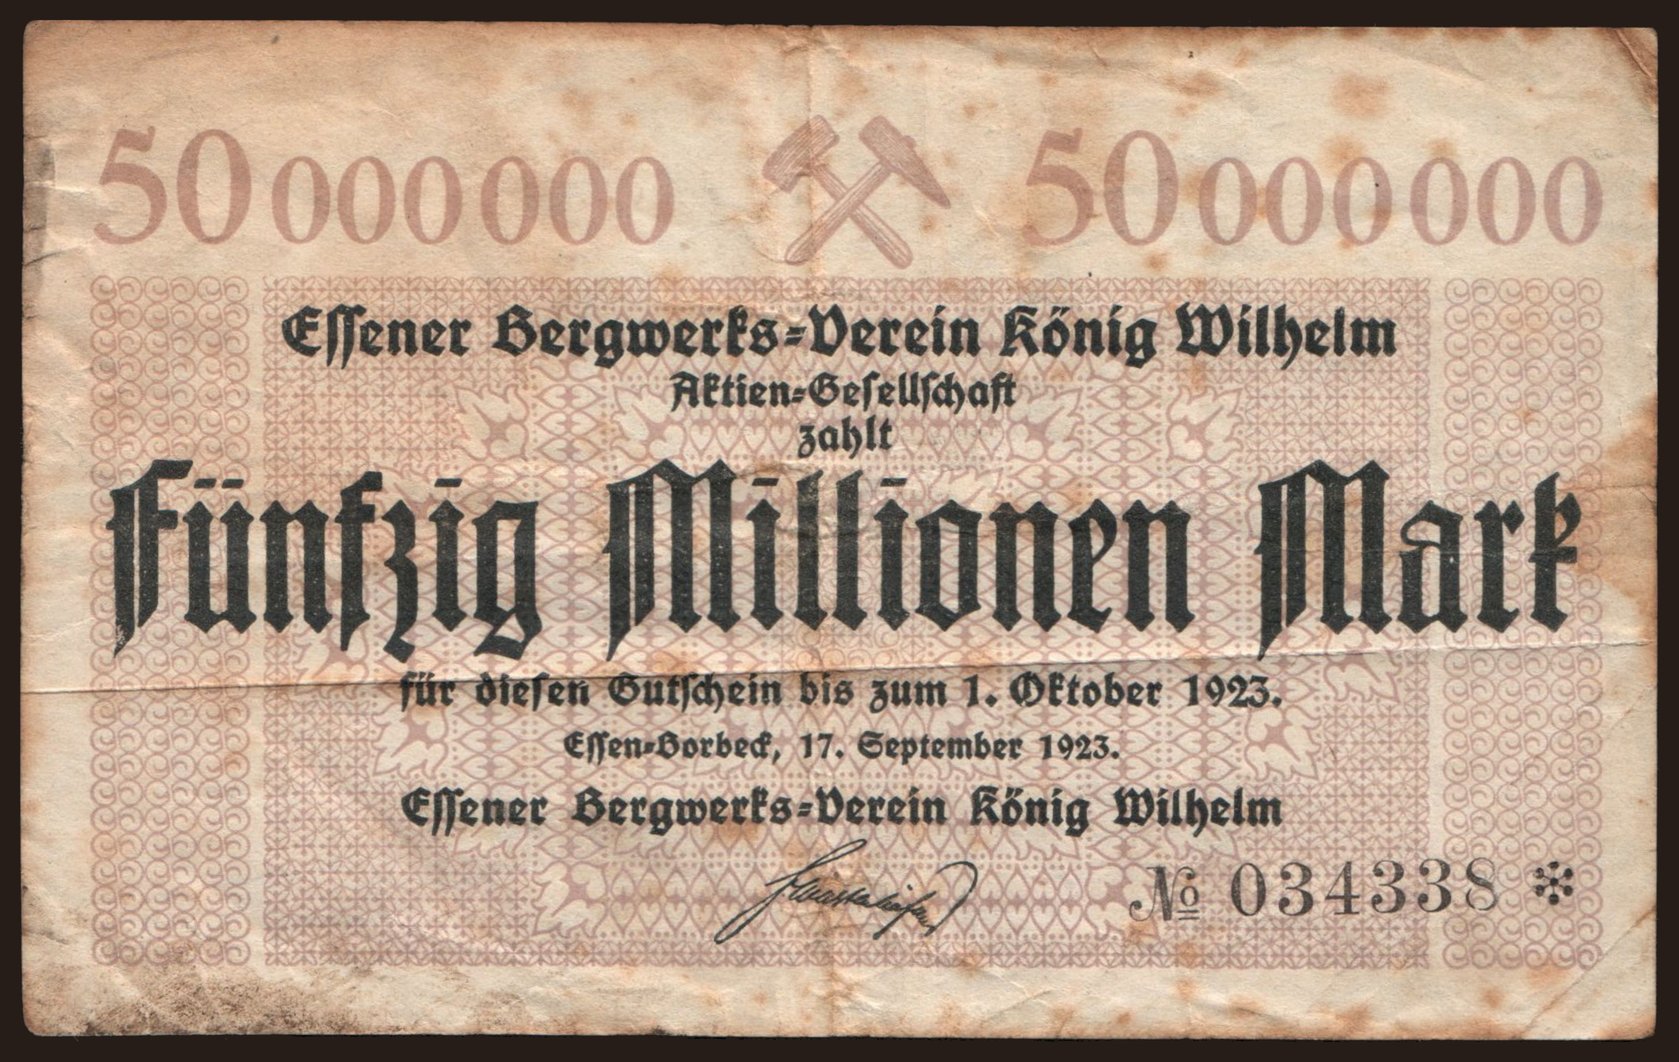 50 000 000 50 000 000
Essener Bergwerks=Verein König Wilhelm
Aktien=Gesellschaft
zahlt
Fünfzig Millionen Mark
für diesen Gutschein bis zum 1. Oktober 1923.
Essen=Borbeck, 17. September 1923.
Essener Bergwerks=Verein König Wilhelm
№ 034338 *